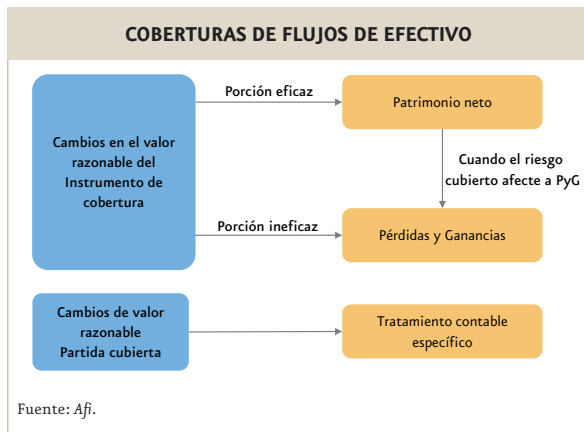 COBERTURAS DE FLUJOS DE EFECTIVO
Cambios en el valor
razonable del
Instrumento de
cobertura
Porción eficaz
Patrimonio neto
Cuando el riesgo
cubierto afecte a PyG
Porción ineficaz
Pérdidas y Ganancias
Cambios de valor
razonable
Partida cubierta
Tratamiento contable
específico
Fuente: Afi.